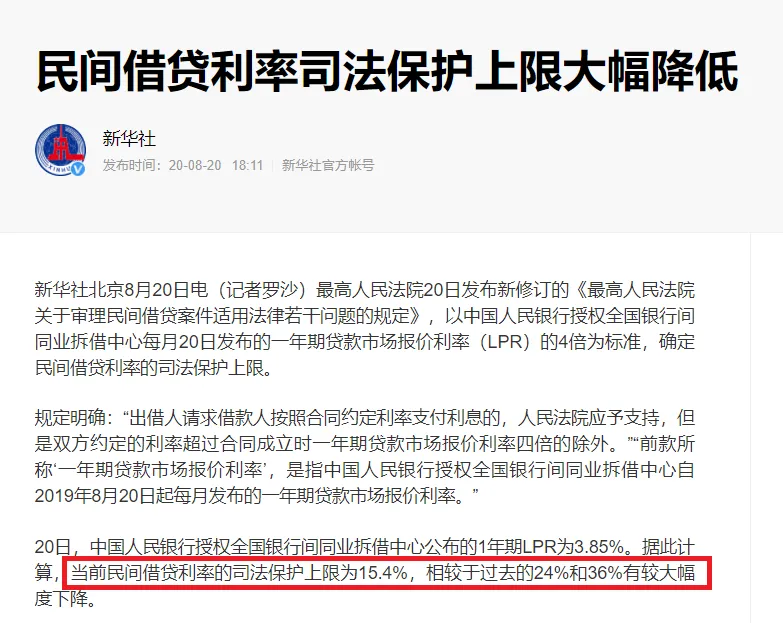 民间借贷利率司法保护上限大幅降低
新华社
发布时间：20-08-20 18:11 新华社官方帐号
新华社北京8月20日电（记者罗沙）最高人民法院20日发布新修订的《最高人民法院
关于审理民间借贷案件适用法律若干问题的规定》，以中国人民银行授权全国银行间
同业拆借中心每月20日发布的一年期贷款市场报价利率（LPR）的4倍为标准，确定
民间借贷利率的司法保护上限。
规定明确：“出借人请求借款人按照合同约定利率支付利息的，人民法院应予支持，但
是双方约定的利率超过合同成立时一年期贷款市场报价利率四倍的除外。”“前款所
称‘一年期贷款市场报价利率’，是指中国人民银行授权全国银行间同业拆借中心自
2019年8月20日起每月发布的一年期贷款市场报价利率。”
20日，中国人民银行授权全国银行间同业拆借中心公布的1年期LPR为3.85%。据此计
算，当前民间借贷利率的司法保护上限为15.4%，相较于过去的24%和36%有较大幅
度下降。